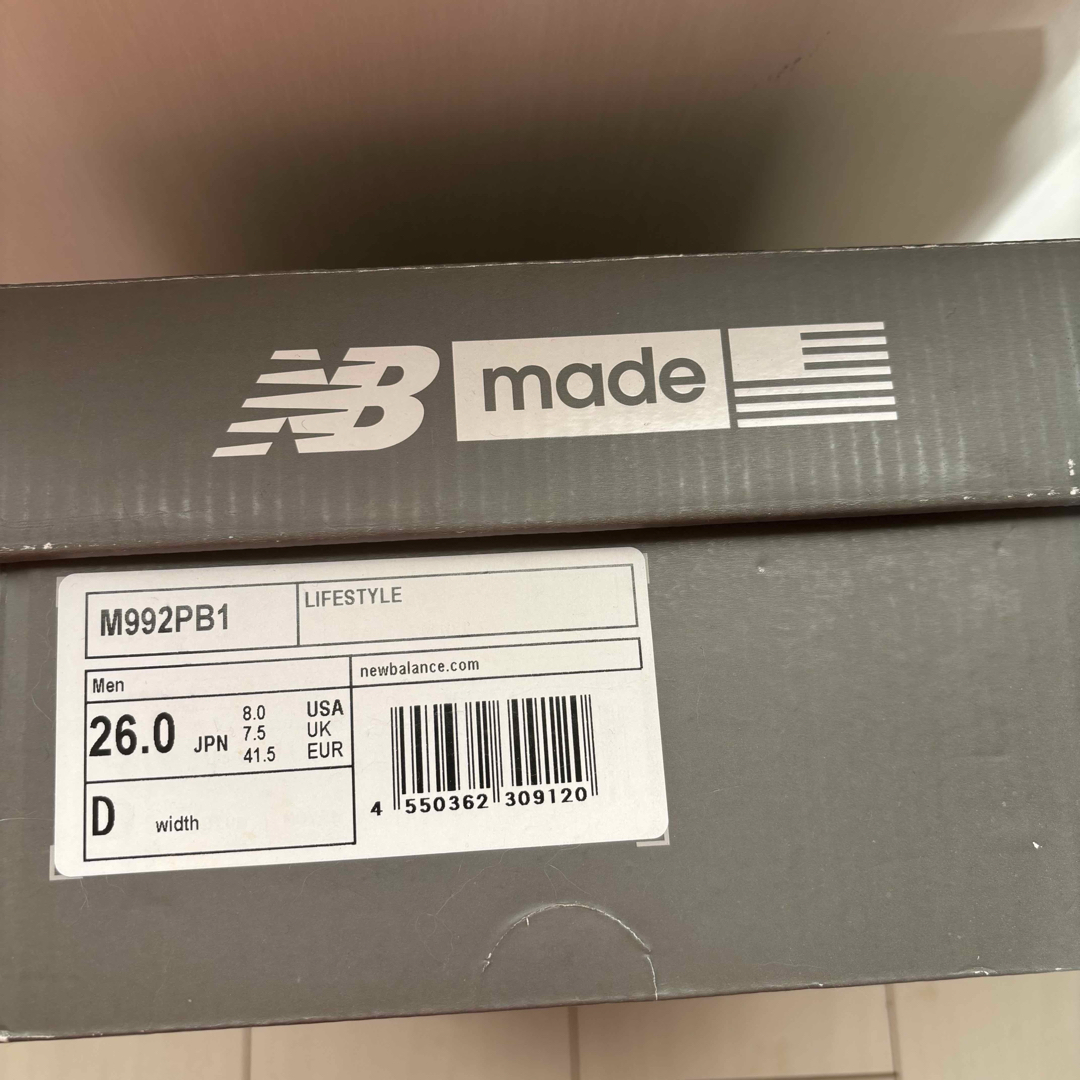 NB made
M992PB1
LIFESTYLE
Men
newbalance.com
26.0 JPN
8.0 USA
7.5 UK
41.5 EUR
D width
4 550362 309120